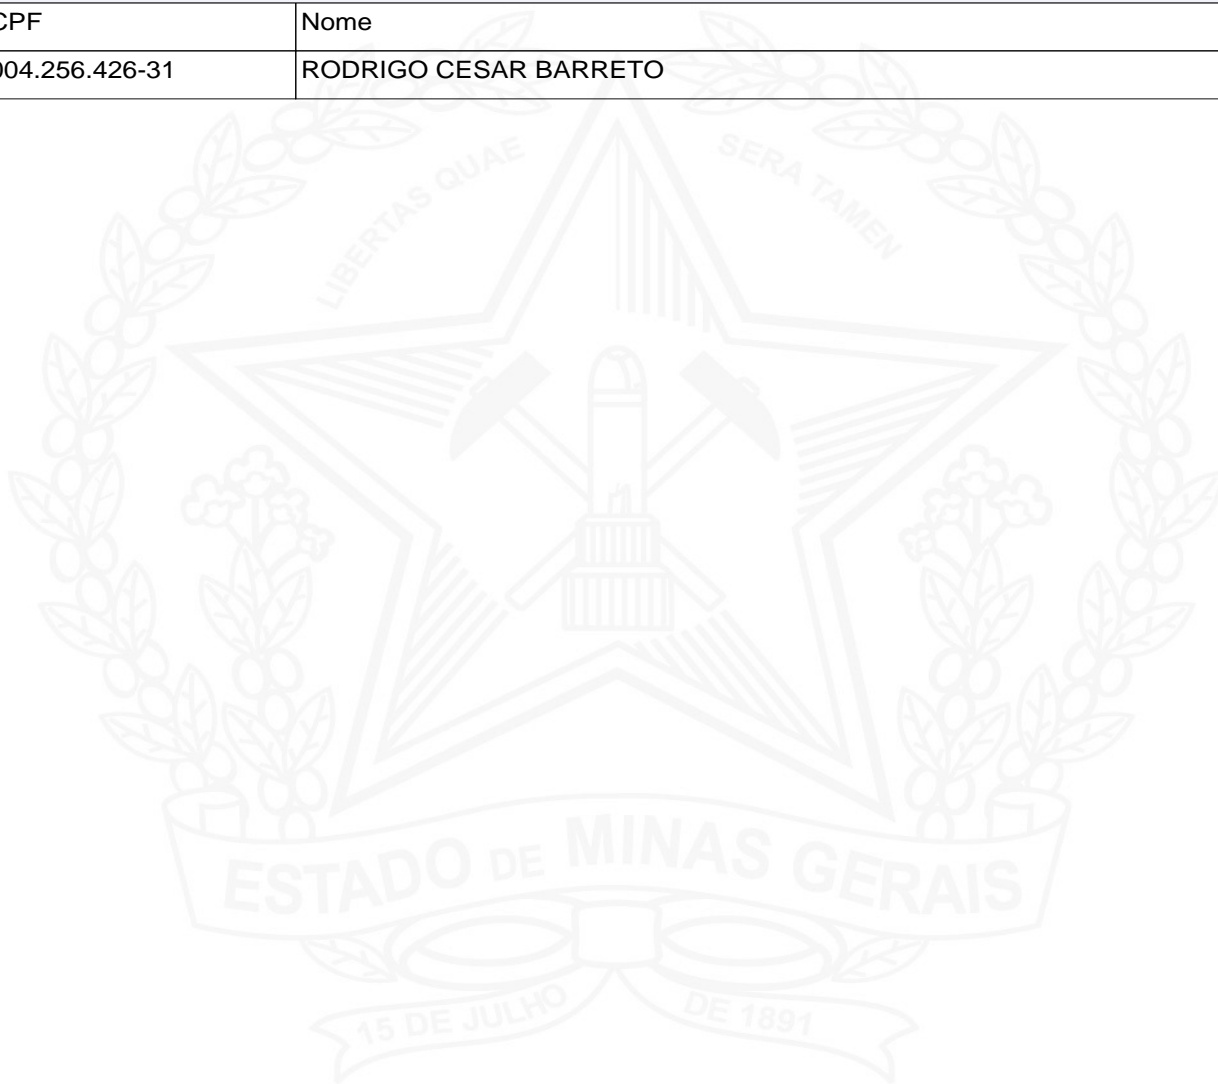 CPF Nome
004.256.426-31 RODRIGO CESAR BARRETO
LIBERTAS QUAE SERA TAMEN
ESTADO DE MINAS GERAIS
15 DE JULHO DE 1891